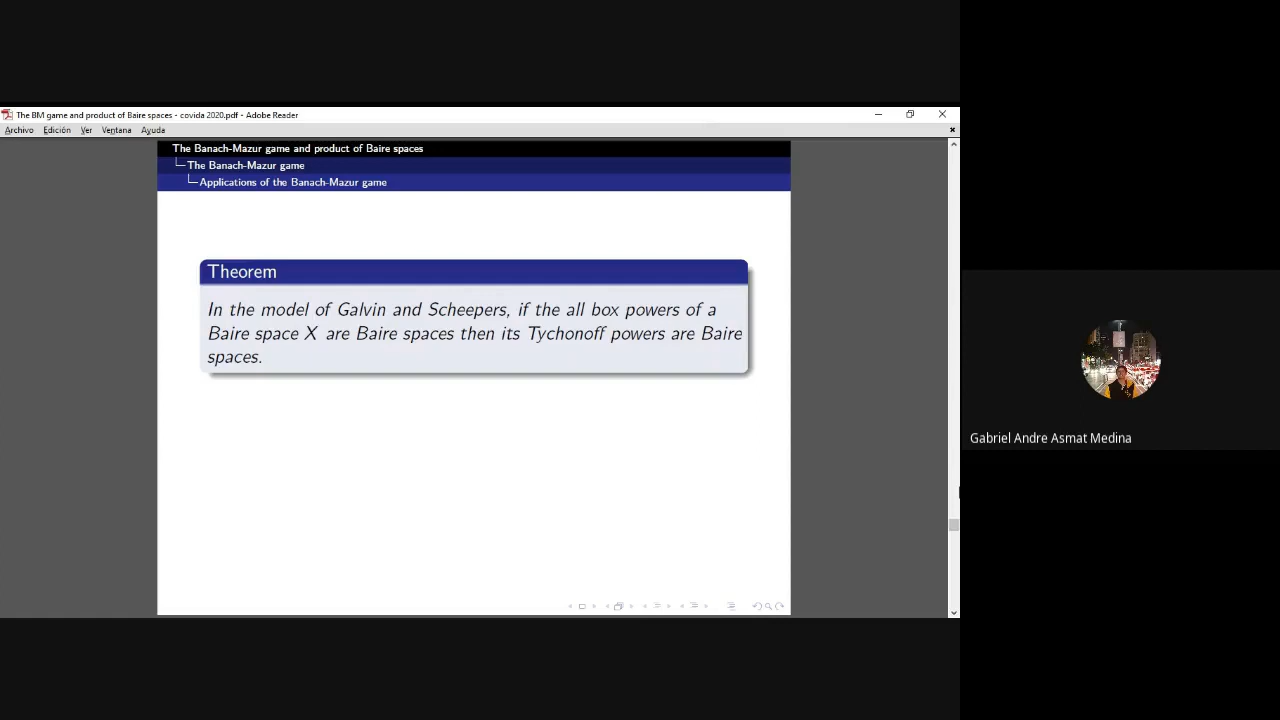 The BM game and product of Baire spaces - covida 2020.pdf - Adobe Reader
Archivo Edición Ver Ventana Ayuda
The Banach-Mazur game and product of Baire spaces
The Banach-Mazur game
Applications of the Banach-Mazur game
Theorem
In the model of Galvin and Scheepers, if the all box powers of a
Baire space X are Baire spaces then its Tychonoff powers are Baire
spaces.
Gabriel Andre Asmat Medina